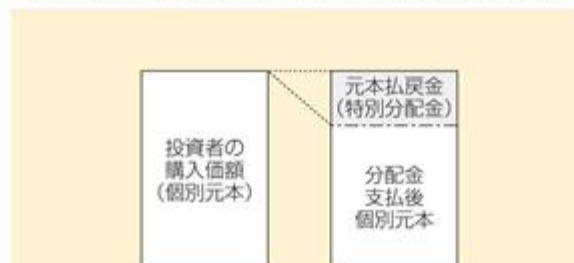 元本払戻金
（特別分配金）
投資者の
購入価額
（個別元本）
分配金
支払後
個別元本